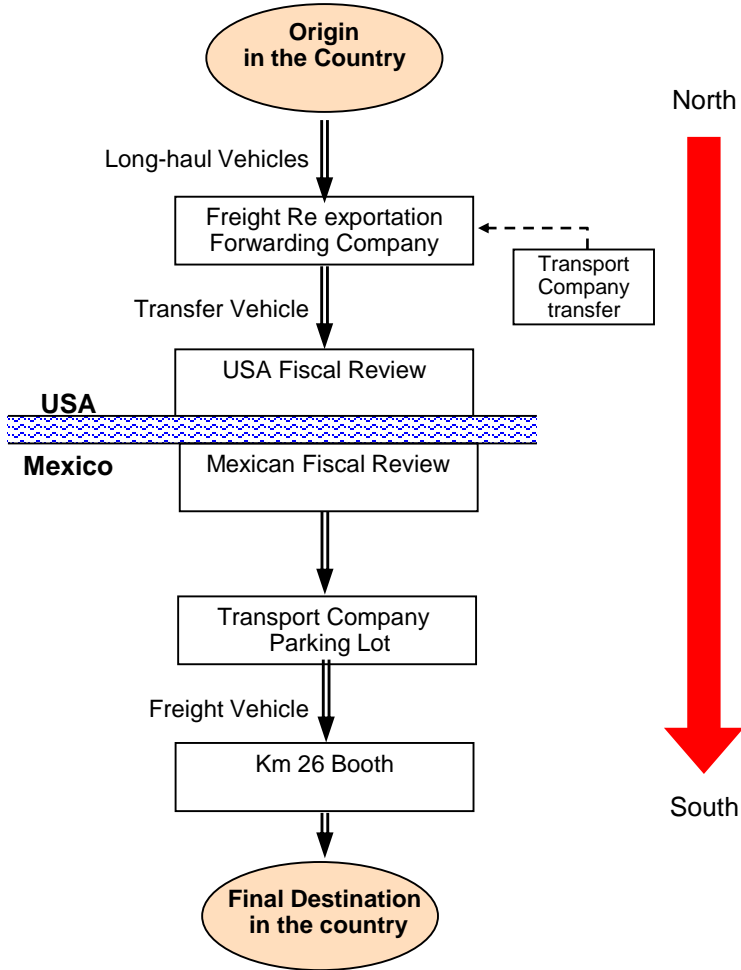 Origin
in the Country
North
Long-haul Vehicles
Freight Re exportation
Forwarding Company
Transport
Company
transfer
Transfer Vehicle
USA Fiscal Review
USA
Mexico
Mexican Fiscal Review
Transport Company
Parking Lot
Freight Vehicle
Km 26 Booth
South
Final Destination
in the country